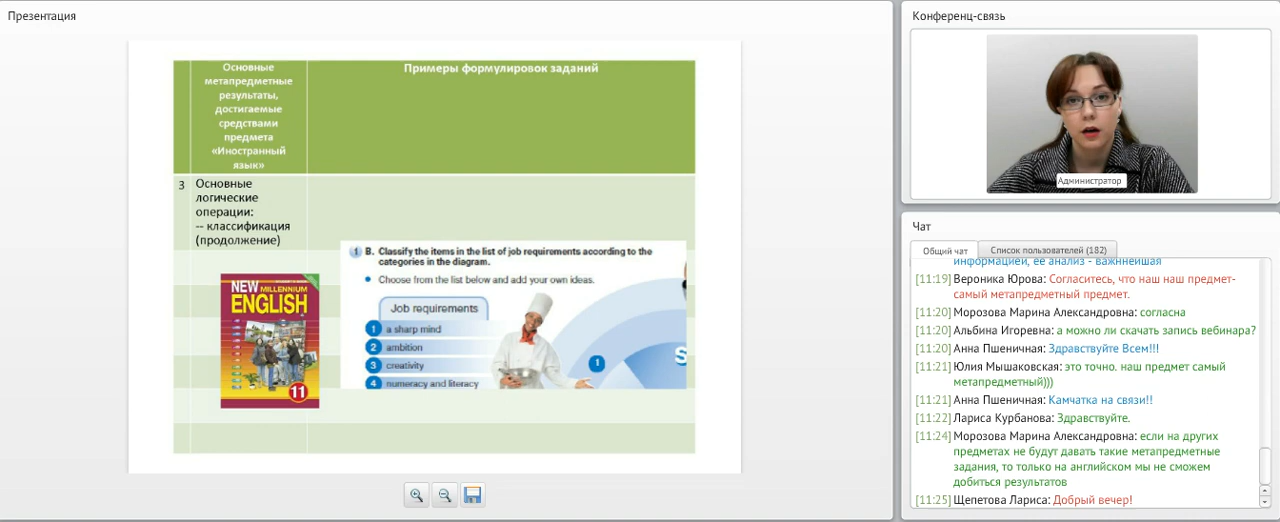 Презентация
Основные
метапредметные
результаты,
достигаемые
средствами
предмета
«Иностранный
язык»
Примеры формулировок заданий
3 Основные
логические
операции:
-- классификация
(продолжение)
NEW MILLENNIUM
ENGLISH
11
1 B. Classify the items in the list of job requirements according to the
categories in the diagram.
• Choose from the list below and add your own ideas.
Job requirements
1 a sharp mind
2 ambition
3 creativity
4 numeracy and literacy
1
S
Конференц-связь
Администратор
Чат
Общий чат Список пользователей (182)
информацией, ее анализ - важннейшая
[11:19] Вероника Юрова: Согласитесь, что наш наш предмет-
самый метапредметный предмет.
[11:20] Морозова Марина Александровна: согласна
[11:20] Альбина Игоревна: а можно ли скачать запись вебинара?
[11:20] Анна Пшеничная: Здравствуйте Всем!!!
[11:21] Юлия Мышаковская: это точно. наш предмет самый
метапредметный)))
[11:21] Анна Пшеничная: Камчатка на связи!!
[11:22] Лариса Курбанова: Здравствуйте.
[11:24] Морозова Марина Александровна: если на других
предметах не будут давать такие метапредметные
задания, то только на английском мы не сможем
добиться результатов
[11:25] Щепетова Лариса: Добрый вечер!